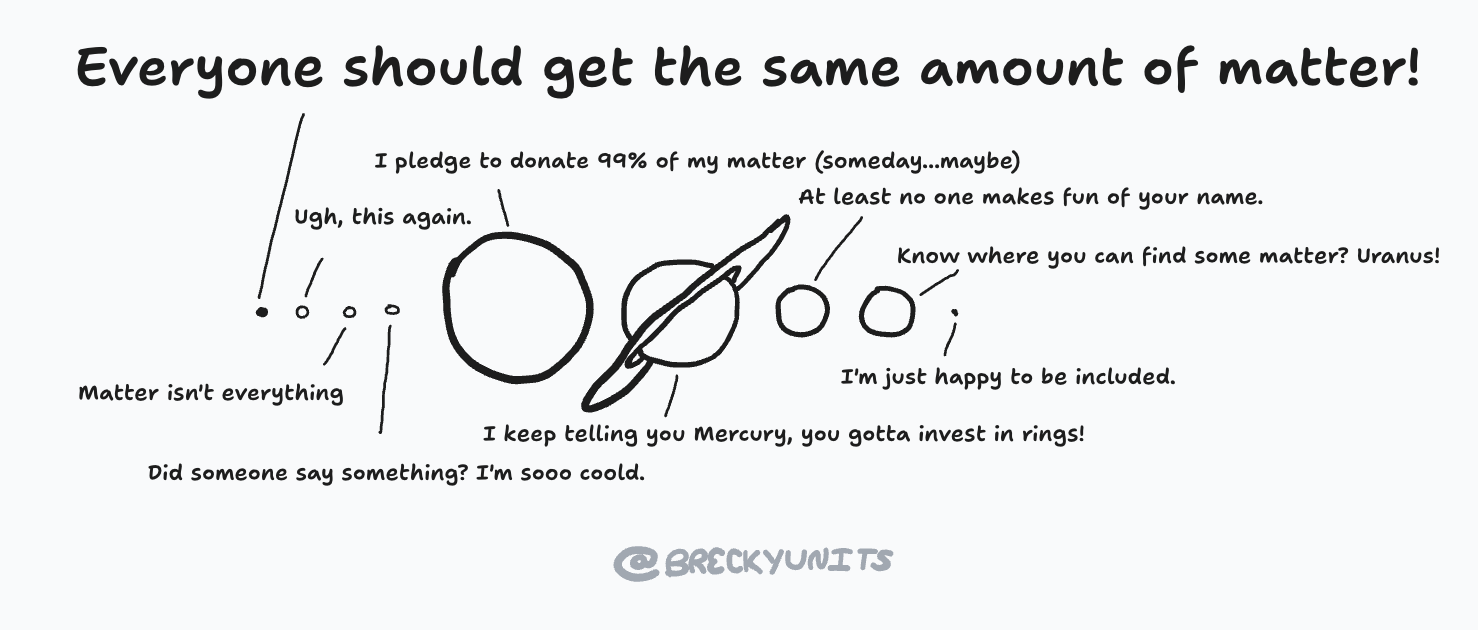 Everyone should get the same amount of matter!
I pledge to donate 99% of my matter (someday...maybe)
At least no one makes fun of your name.
Ugh, this again.
Know where you can find some matter? Uranus!
I'm just happy to be included.
Matter isn't everything
I keep telling you Mercury, you gotta invest in rings!
Did someone say something? I'm sooo coold.
@BRECKYUNITS